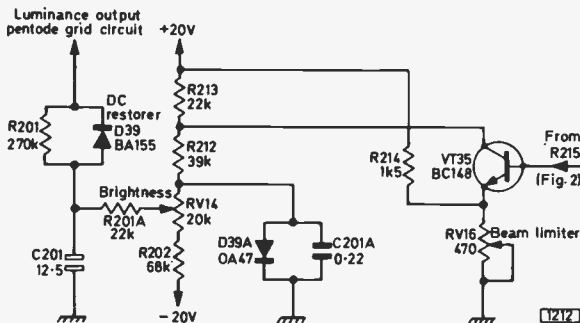 Luminance output
pentode grid circuit
+20V
DC
restorer
D39
BA155
R201
270k
R213
22k
R212
39k
R214
1k5
VT35
BC148
From
R215
(Fig. 2)
Brightness
R201A
22k
RV14
20k
C201
12·5
R202
68k
D39A
OA47
C201A
0·22
RV16
470
Beam limiter
-20V
1212